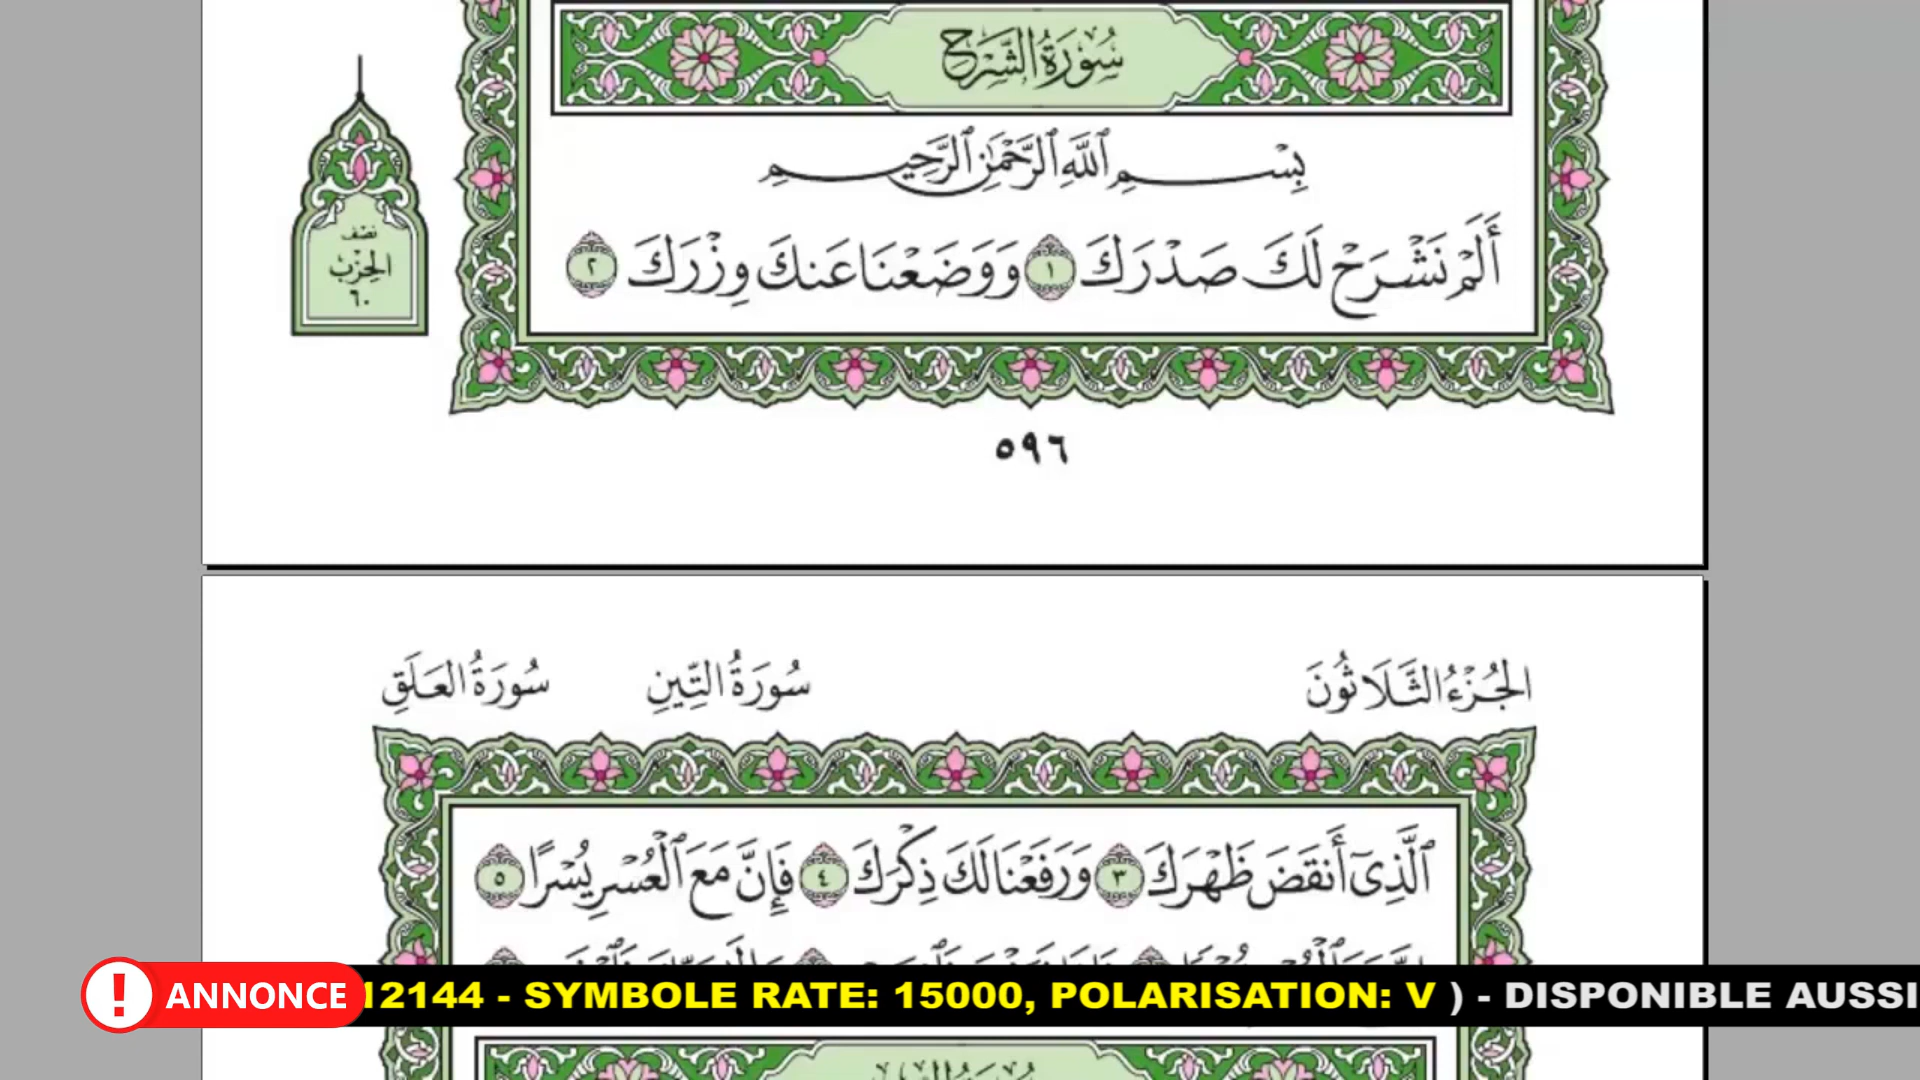 سُورَةُ الشَّرْحِ
بِسْمِ ٱللَّهِ ٱلرَّحْمَٰنِ ٱلرَّحِيمِ
أَلَمْ نَشْرَحْ لَكَ صَدْرَكَ ١ وَوَضَعْنَا عَنكَ وِزْرَكَ ٢
نصف
الحزب
٦٠
٥٩٦
الجُزْءُ الثَّلَاثُونَ سُورَةُ التِّينِ سُورَةُ العَلَقِ
ٱلَّذِىٓ أَنقَضَ ظَهْرَكَ ٣ وَرَفَعْنَا لَكَ ذِكْرَكَ ٤ فَإِنَّ مَعَ ٱلْعُسْرِ يُسْرًا ٥
ANNONCE 12144 - SYMBOLE RATE: 15000, POLARISATION: V ) - DISPONIBLE AUSSI